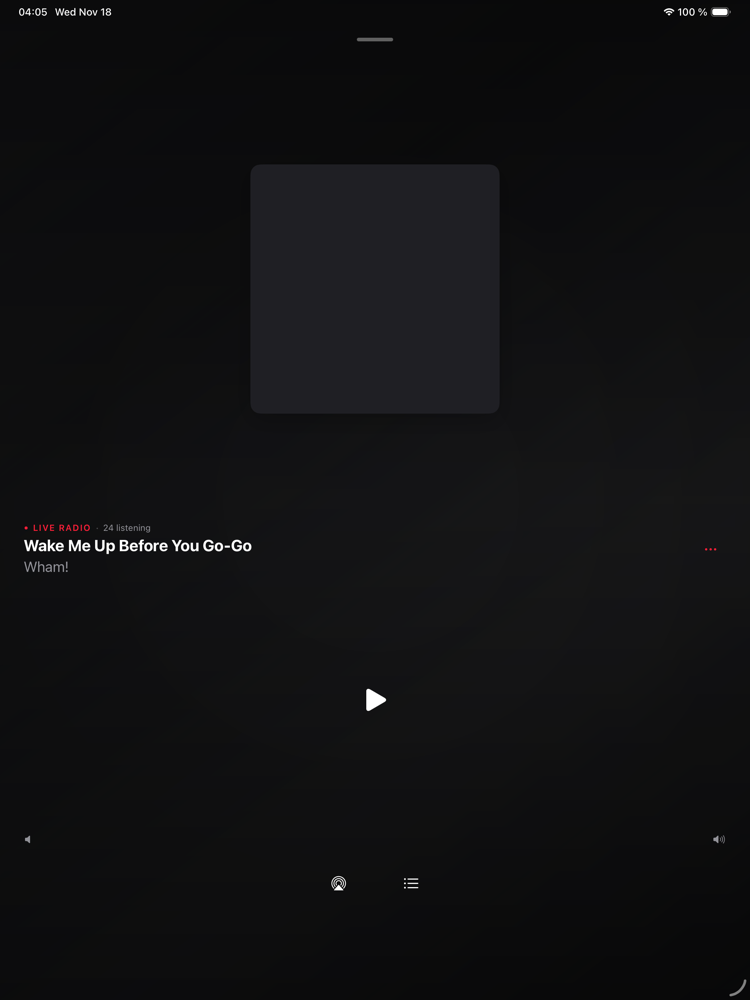 04:05 Wed Nov 18 100 %
• LIVE RADIO · 24 listening
Wake Me Up Before You Go-Go
Wham!